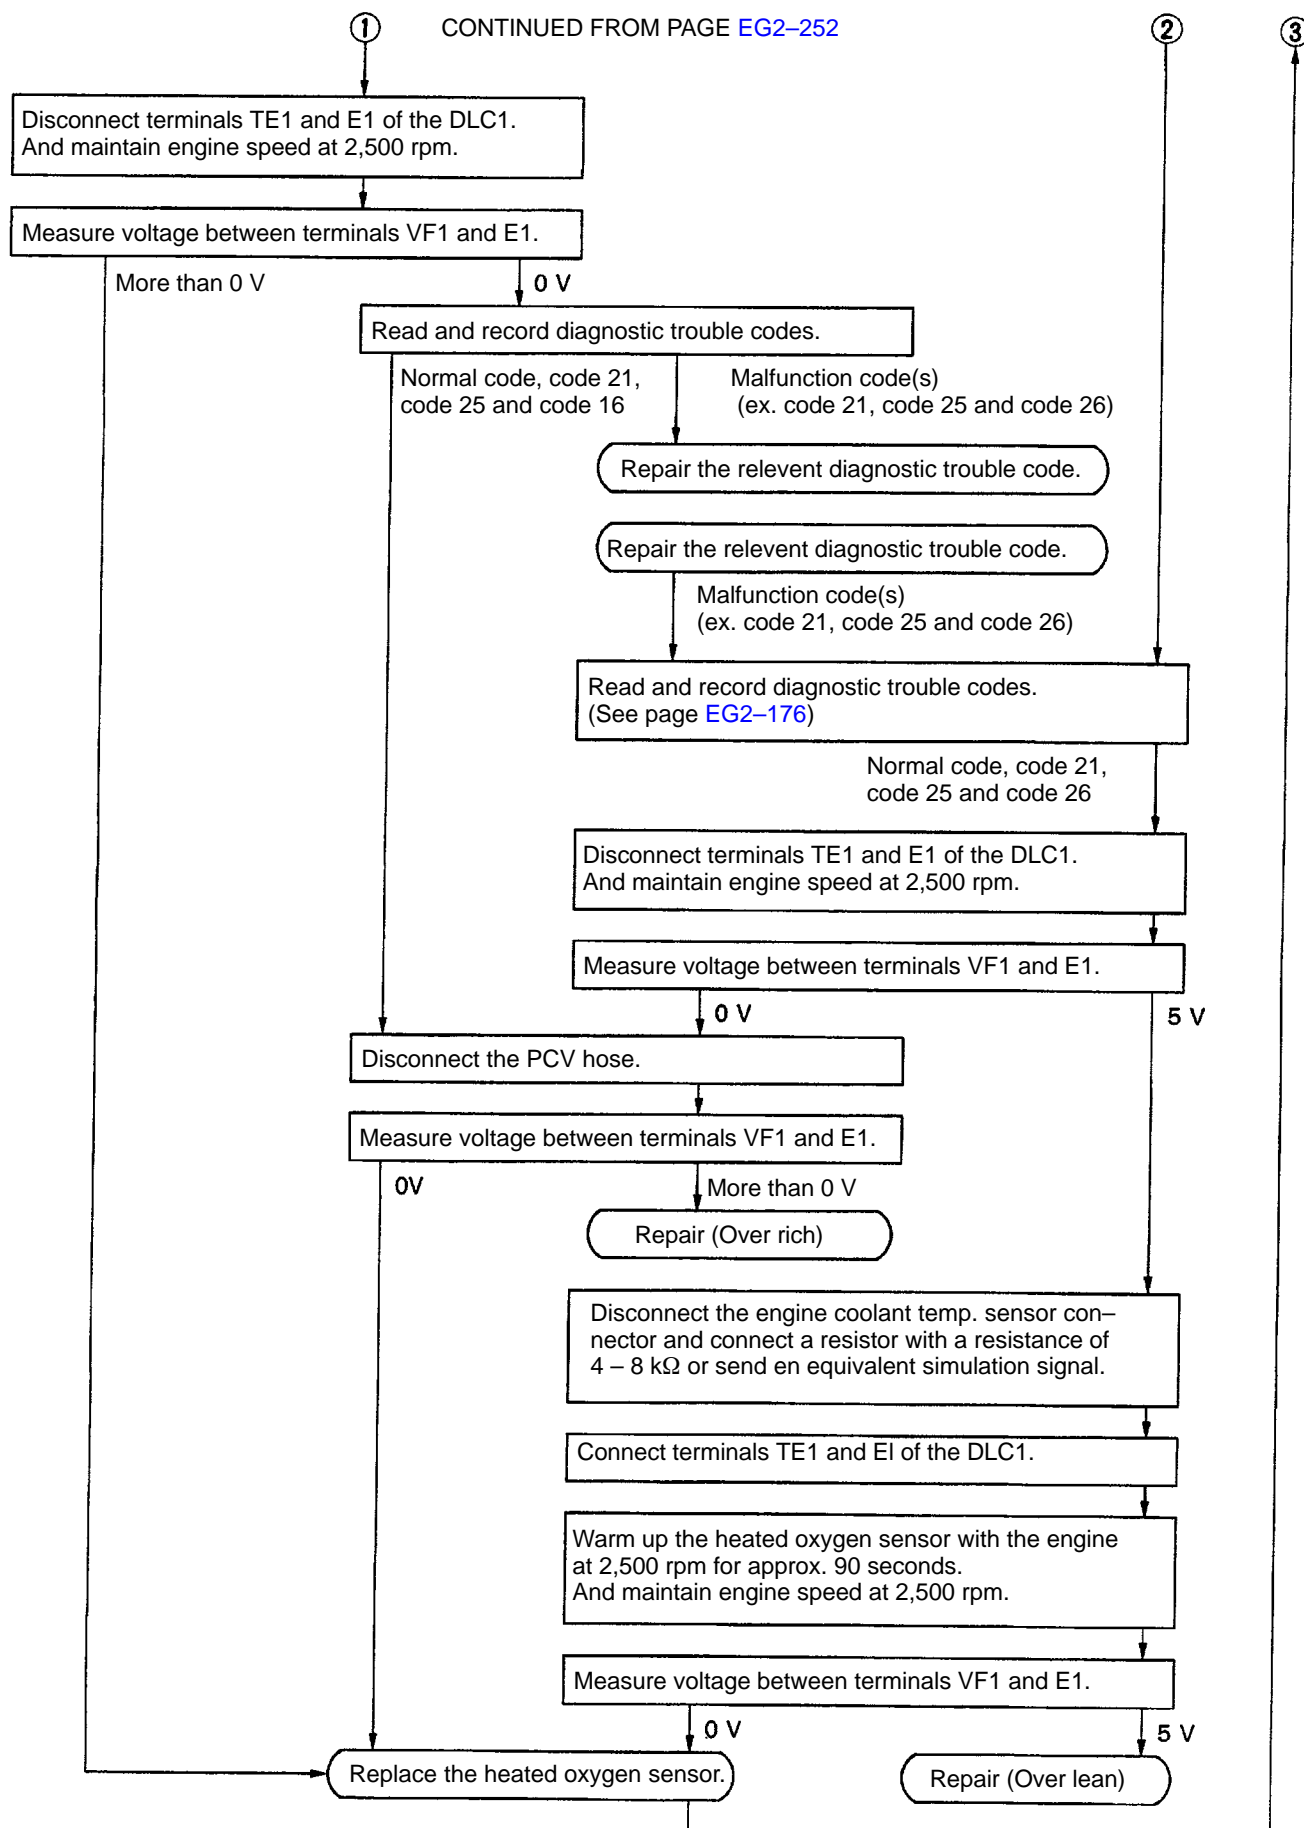 ① CONTINUED FROM PAGE EG2–252 ② ③
Disconnect terminals TE1 and E1 of the DLC1.
And maintain engine speed at 2,500 rpm.
Measure voltage between terminals VF1 and E1.
More than 0 V
0 V
Read and record diagnostic trouble codes.
Normal code, code 21,
code 25 and code 16
Malfunction code(s)
(ex. code 21, code 25 and code 26)
Repair the relevent diagnostic trouble code.
Repair the relevent diagnostic trouble code.
Malfunction code(s)
(ex. code 21, code 25 and code 26)
Read and record diagnostic trouble codes.
(See page EG2–176)
Normal code, code 21,
code 25 and code 26
Disconnect terminals TE1 and E1 of the DLC1.
And maintain engine speed at 2,500 rpm.
Measure voltage between terminals VF1 and E1.
0 V
5 V
Disconnect the PCV hose.
Measure voltage between terminals VF1 and E1.
0V
More than 0 V
Repair (Over rich)
Disconnect the engine coolant temp. sensor con–
nector and connect a resistor with a resistance of
4 – 8 kΩ or send en equivalent simulation signal.
Connect terminals TE1 and EI of the DLC1.
Warm up the heated oxygen sensor with the engine
at 2,500 rpm for approx. 90 seconds.
And maintain engine speed at 2,500 rpm.
Measure voltage between terminals VF1 and E1.
0 V
5 V
Replace the heated oxygen sensor.
Repair (Over lean)